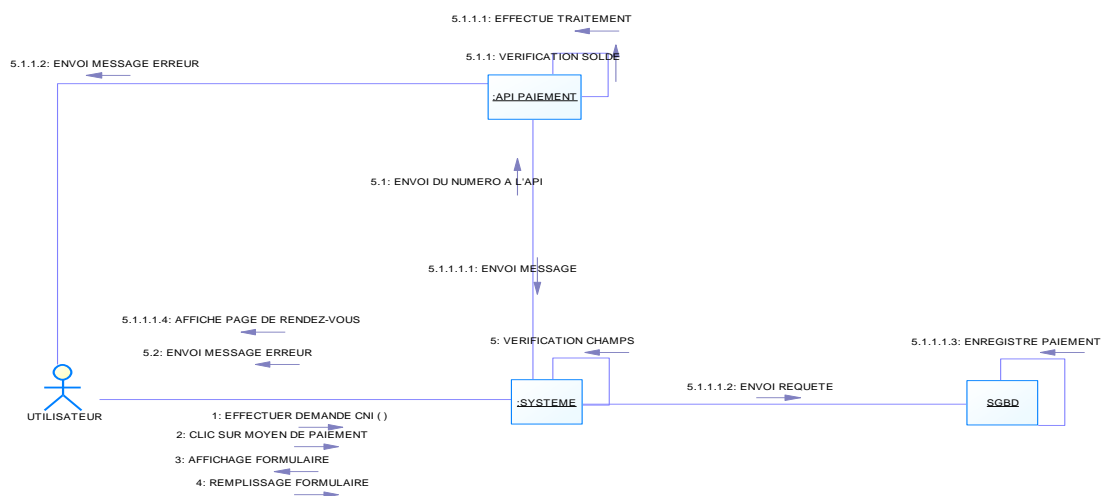 5.1.1.1: EFFECTUE TRAITEMENT
5.1.1: VERIFICATION SOLDE
5.1.1.2: ENVOI MESSAGE ERREUR
:API PAIEMENT
5.1: ENVOI DU NUMERO A L'API
5.1.1.1.1: ENVOI MESSAGE
5.1.1.1.4: AFFICHE PAGE DE RENDEZ-VOUS
5.2: ENVOI MESSAGE ERREUR
5: VERIFICATION CHAMPS
5.1.1.1.3: ENREGISTRE PAIEMENT
5.1.1.1.2: ENVOI REQUETE
:SYSTEME
SGBD
UTILISATEUR
1: EFFECTUER DEMANDE CNI ( )
2: CLIC SUR MOYEN DE PAIEMENT
3: AFFICHAGE FORMULAIRE
4: REMPLISSAGE FORMULAIRE